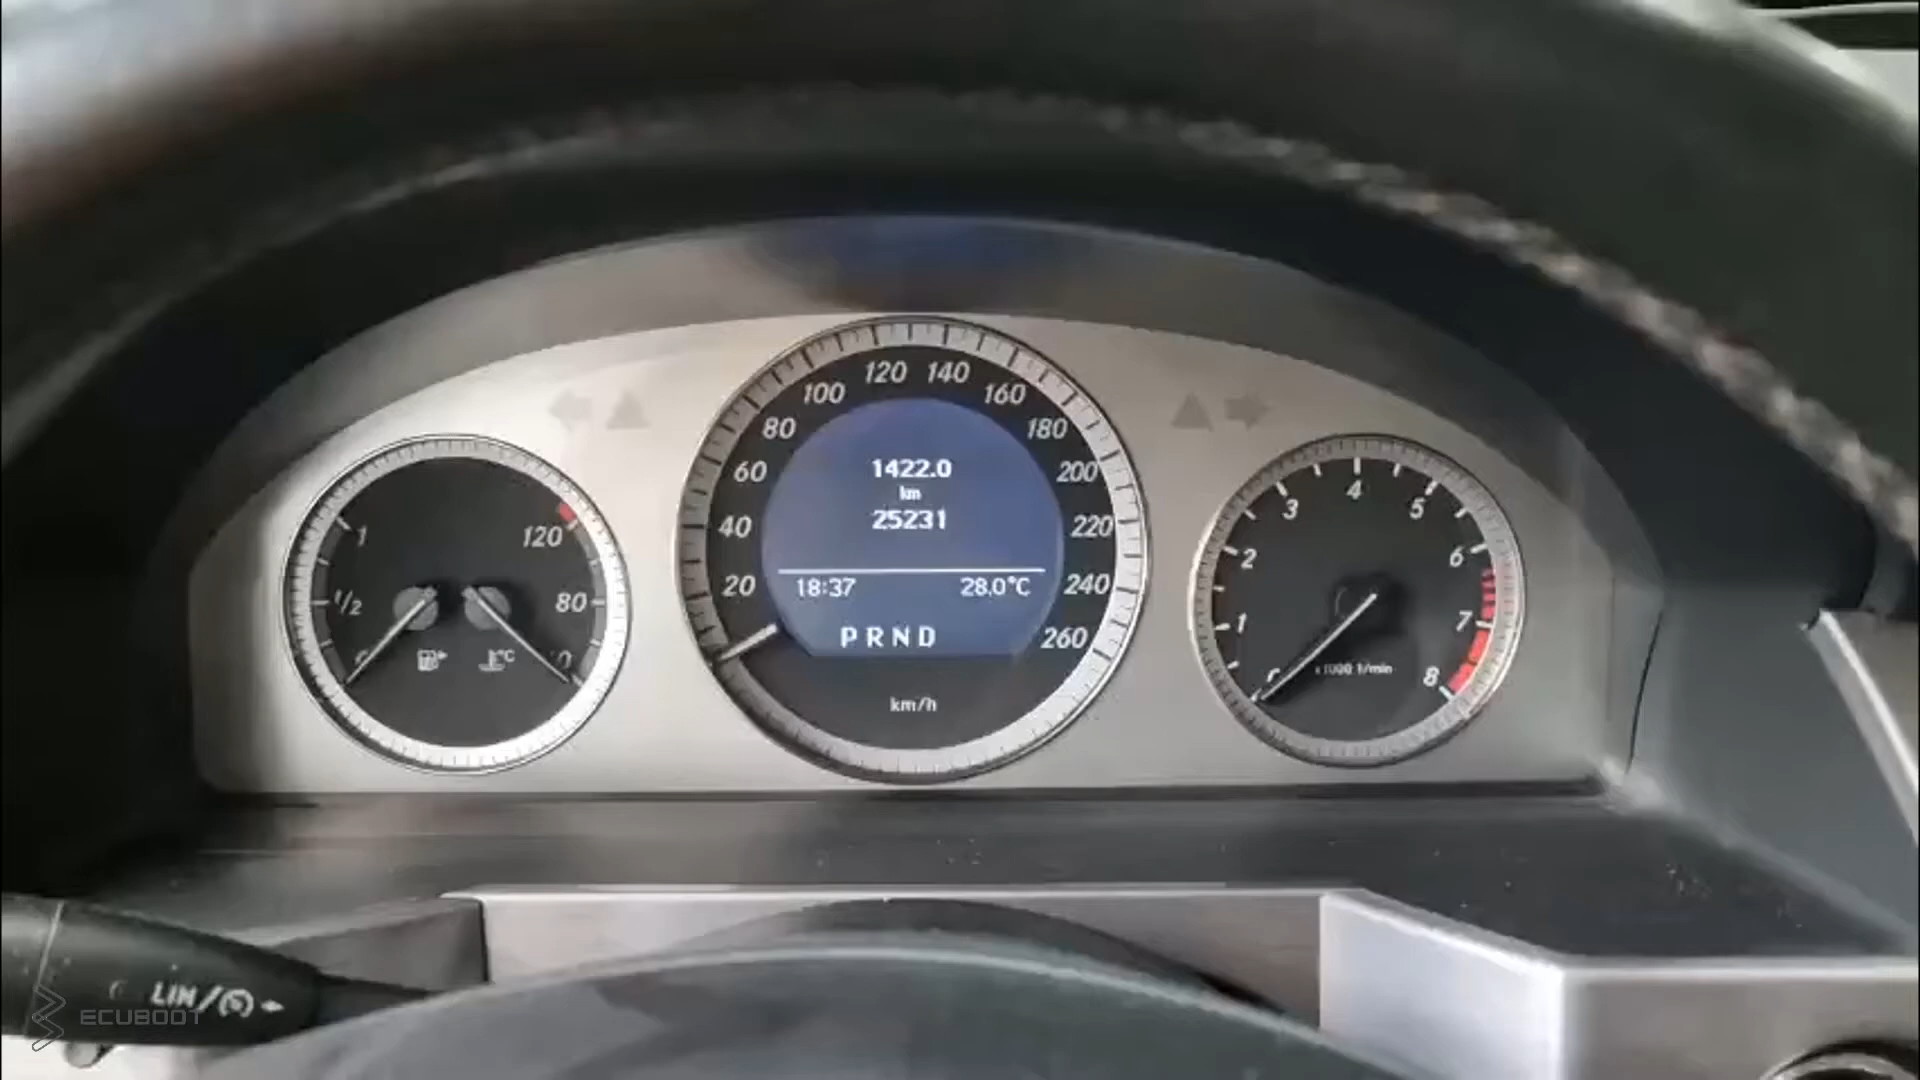 120 140
100 160
80 180
60 200
40 220
20 240
260
1422.0
km
25231
18:37 28.0°C
P R N D
km/h
1 120
1/2 80
°C
4
3 5
2 6
1 7
8
x1000 1/min
LIM
ECUBOOT